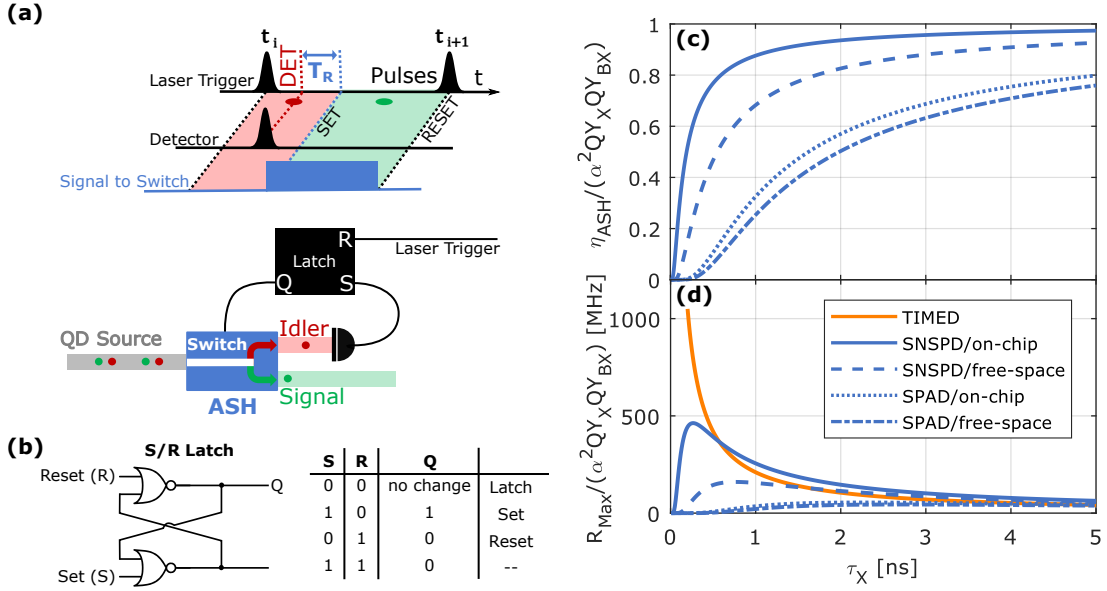 (a)
t i
t i+1
DET
T R
Pulses
t
Laser Trigger
SET
RESET
Detector
Signal to Switch
R
Latch
Laser Trigger
Q
S
QD Source
Switch
Idler
ASH
Signal
(b)
S/R Latch
Reset (R)
Q
Set (S)
S R Q
0 0 no change Latch
1 0 1 Set
0 1 0 Reset
1 1 0 --
(c)
η_ASH/(α²QY_XQY_BX)
1
0.8
0.6
0.4
0.2
0
(d)
R_Max/(α²QY_XQY_BX) [MHz]
1000
500
0
TIMED
SNSPD/on-chip
SNSPD/free-space
SPAD/on-chip
SPAD/free-space
0 1 2 3 4 5
τ_X [ns]